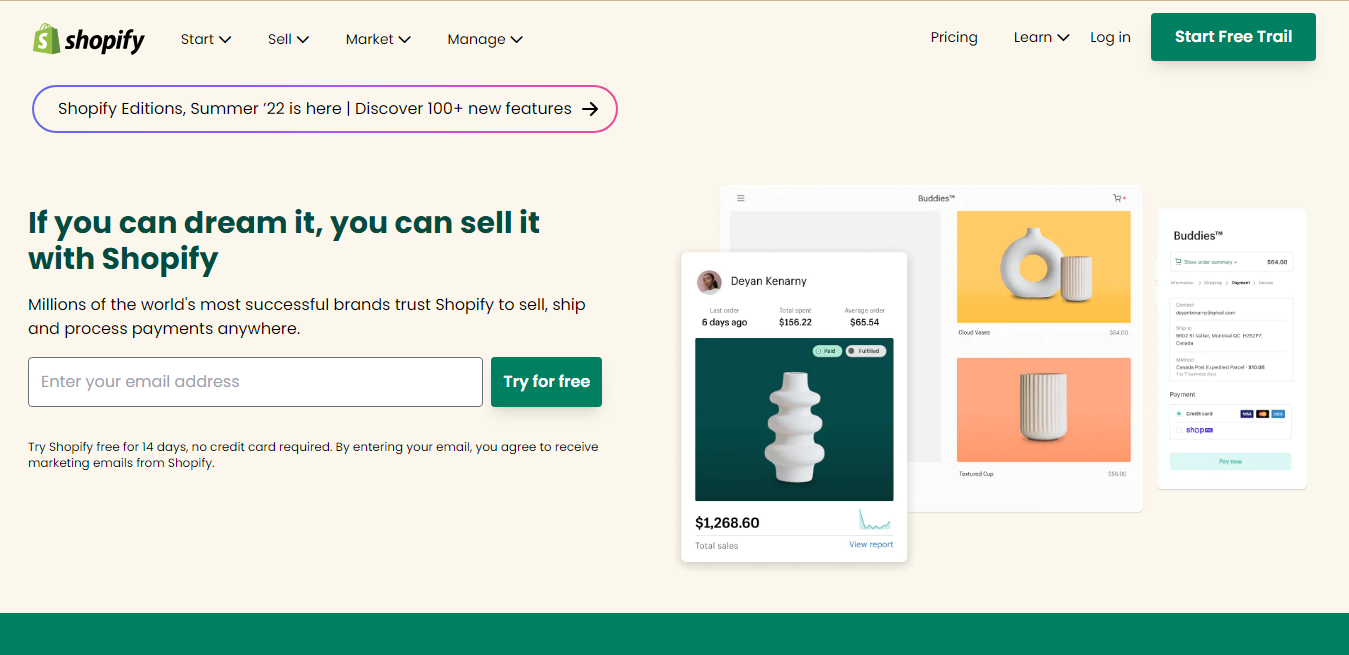 shopify
Start
Sell
Market
Manage
Pricing
Learn
Log in
Start Free Trail
Shopify Editions, Summer ’22 is here | Discover 100+ new features
If you can dream it, you can sell it
with Shopify
Millions of the world's most successful brands trust Shopify to sell, ship
and process payments anywhere.
Enter your email address
Try for free
Try Shopify free for 14 days, no credit card required. By entering your email, you agree to receive
marketing emails from Shopify.
Buddies™
Deyan Kenarny
Last order
6 days ago
Total spent
$156.22
Average order
$65.54
Paid
Fulfilled
$1,268.60
Total sales
View report
Cloud Vases
$64.00
Textured Cup
$56.00
Buddies™
Show order summary
$64.00
Information > Shipping > Payment > Review
Contact
deyankenarny@gmail.com
Ship to
Canada
Method
Canada Post Expedited Parcel · $10.08
1 to 7 business days
Payment
Credit card
VISA
shop
Pay now